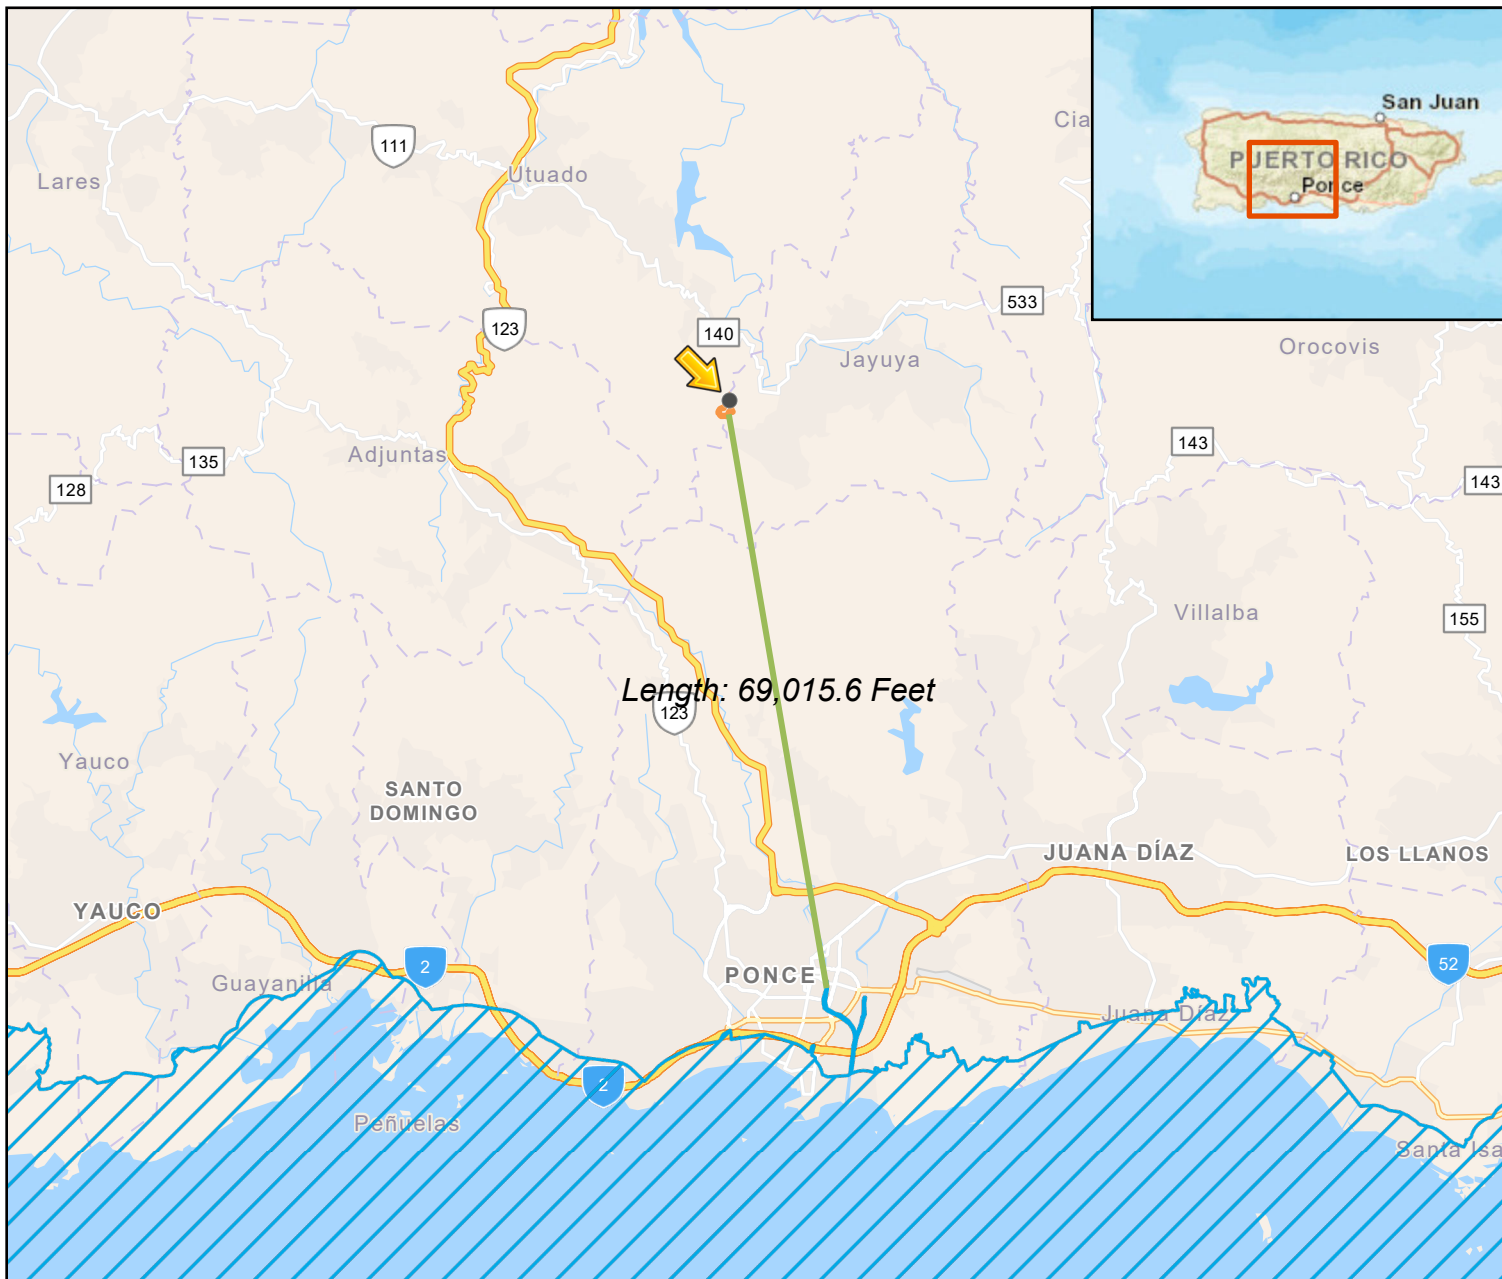 San Juan
PUERTO RICO
Ponce
Cia
111
Lares
Utuado
533
123
140
Orocovis
Jayuya
143
Adjuntas
135
128
143
Villalba
155
Length: 69,015.6 Feet
123
Yauco
SANTO
DOMINGO
JUANA DÍAZ
LOS LLANOS
YAUCO
2
52
PONCE
Guayanilla
Juana Díaz
2
Peñuelas
Santa Isa